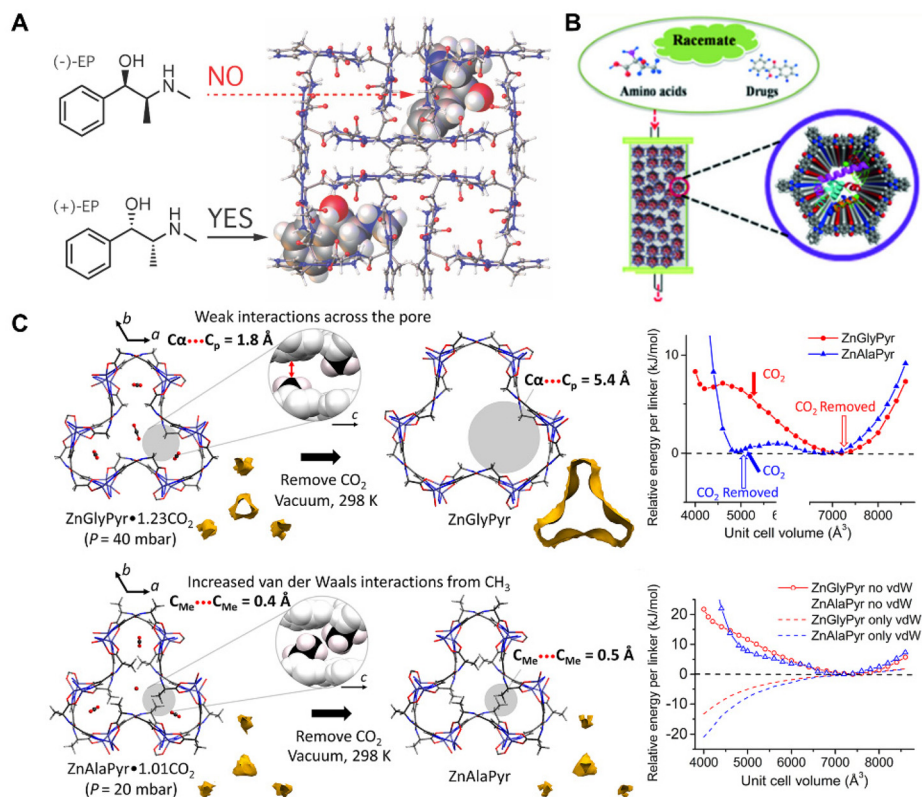 A
(-)-EP
OH
H
N
NO
(+)-EP
OH
H
N
YES
B
Racemate
Amino acids
Drugs
C
b
a
Weak interactions across the pore
Cα•••Cp = 1.8 Å
c
Remove CO2
Vacuum, 298 K
ZnGlyPyr•1.23CO2
(P = 40 mbar)
Cα•••Cp = 5.4 Å
ZnGlyPyr
Relative energy per linker (kJ/mol)
10
5
0
ZnGlyPyr
ZnAlaPyr
CO2
CO2 Removed
CO2
CO2 Removed
4000 5000 6000 7000 8000
Unit cell volume (Å3)
b
a
Increased van der Waals interactions from CH3
CMe•••CMe = 0.4 Å
c
Remove CO2
Vacuum, 298 K
ZnAlaPyr•1.01CO2
(P = 20 mbar)
CMe•••CMe = 0.5 Å
ZnAlaPyr
Relative energy per linker (kJ/mol)
20
10
0
-10
-20
ZnGlyPyr no vdW
ZnAlaPyr no vdW
ZnGlyPyr only vdW
ZnAlaPyr only vdW
4000 5000 6000 7000 8000
Unit cell volume (Å3)